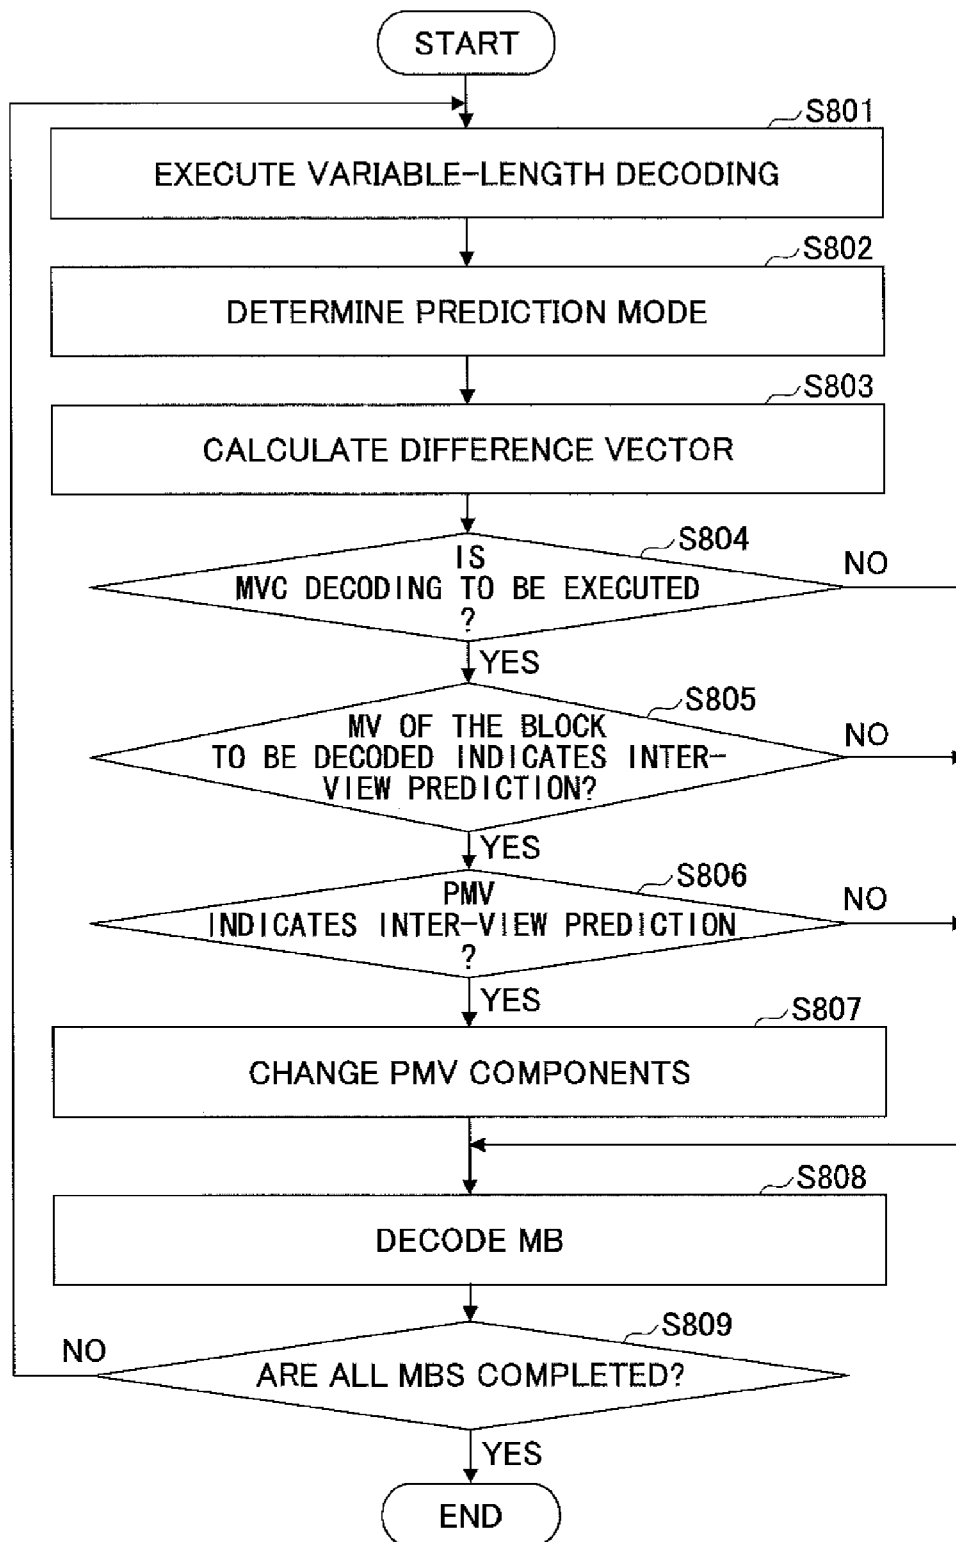 START
S801
EXECUTE VARIABLE-LENGTH DECODING
S802
DETERMINE PREDICTION MODE
S803
CALCULATE DIFFERENCE VECTOR
S804
IS
MVC DECODING TO BE EXECUTED
?
NO
YES
S805
MV OF THE BLOCK
TO BE DECODED INDICATES INTER-
VIEW PREDICTION?
NO
YES
S806
PMV
INDICATES INTER-VIEW PREDICTION
?
NO
YES
S807
CHANGE PMV COMPONENTS
S808
DECODE MB
S809
ARE ALL MBS COMPLETED?
NO
YES
END